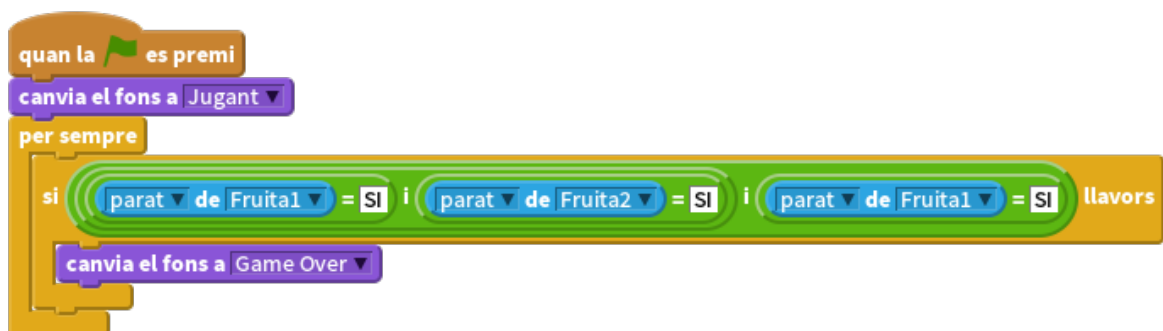 quan la es premi
canvia el fons a Jugant
per sempre
si parat de Fruita1 = SI i parat de Fruita2 = SI i parat de Fruita1 = SI llavors
canvia el fons a Game Over